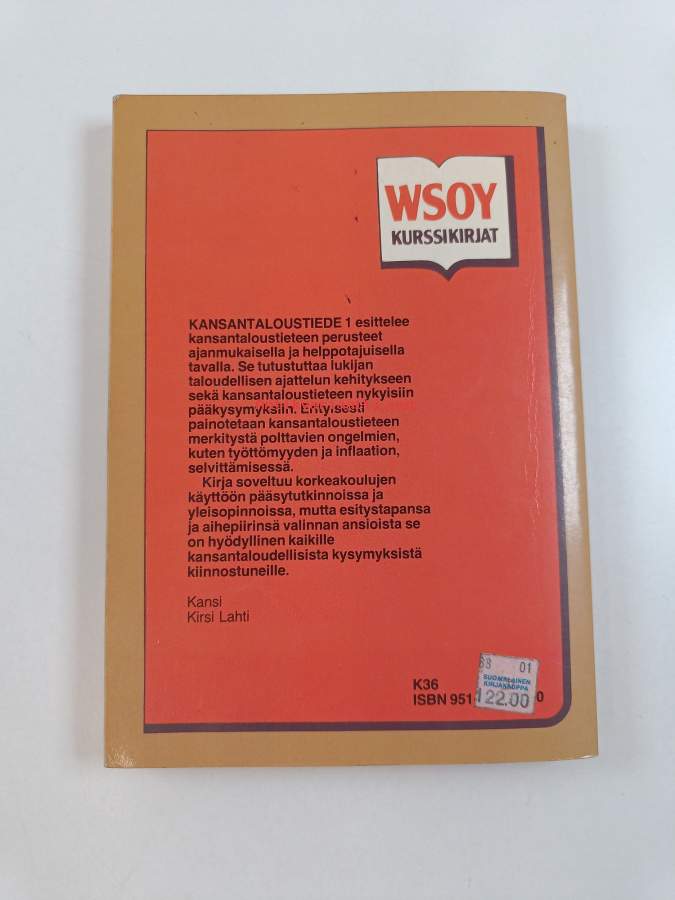 WSOY
KURSSIKIRJAT
KANSANTALOUSTIEDE 1 esittelee
kansantaloustieteen perusteet
ajanmukaisella ja helppotajuisella
tavalla. Se tutustuttaa lukijan
taloudellisen ajattelun kehitykseen
sekä kansantaloustieteen nykyisiin
pääkysymyksiin. Erityisesti
painotetaan kansantaloustieteen
merkitystä polttavien ongelmien,
kuten työttömyyden ja inflaation,
selvittämisessä.
Kirja soveltuu korkeakoulujen
käyttöön pääsytutkinnoissa ja
yleisopinnoissa, mutta esitystapansa
ja aihepiirinsä valinnan ansioista se
on hyödyllinen kaikille
kansantaloudellisista kysymyksistä
kiinnostuneille.
Kansi
Kirsi Lahti
01
SUOMALAINEN
KIRJAKAUPPA
122.00
K36
ISBN 951 0